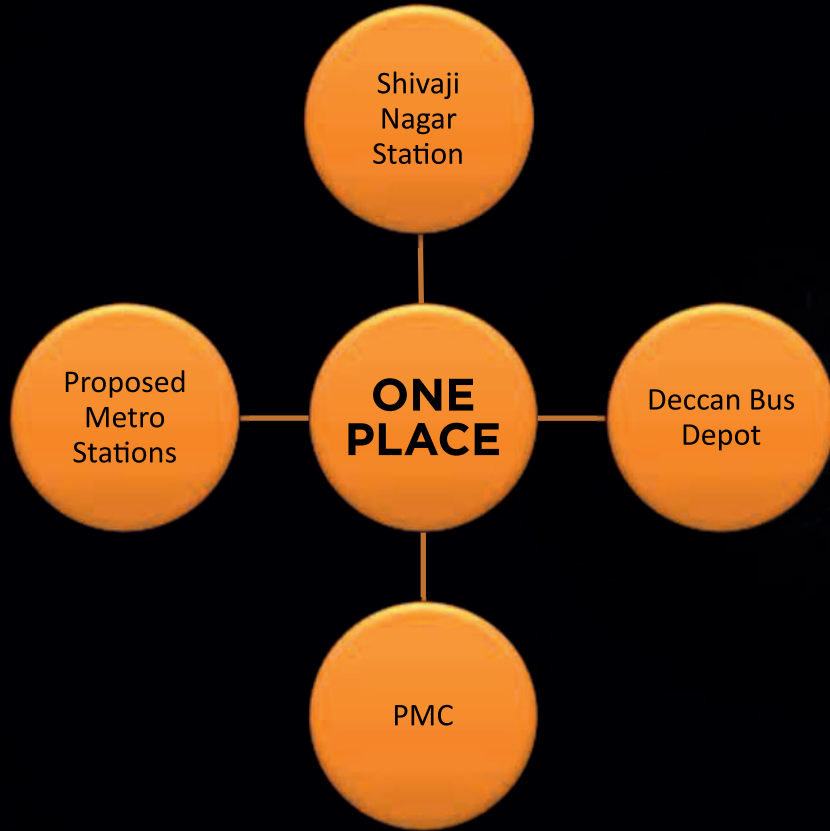 Shivaji
Nagar
Station
Proposed
Metro
Stations
ONE
PLACE
Deccan Bus
Depot
PMC